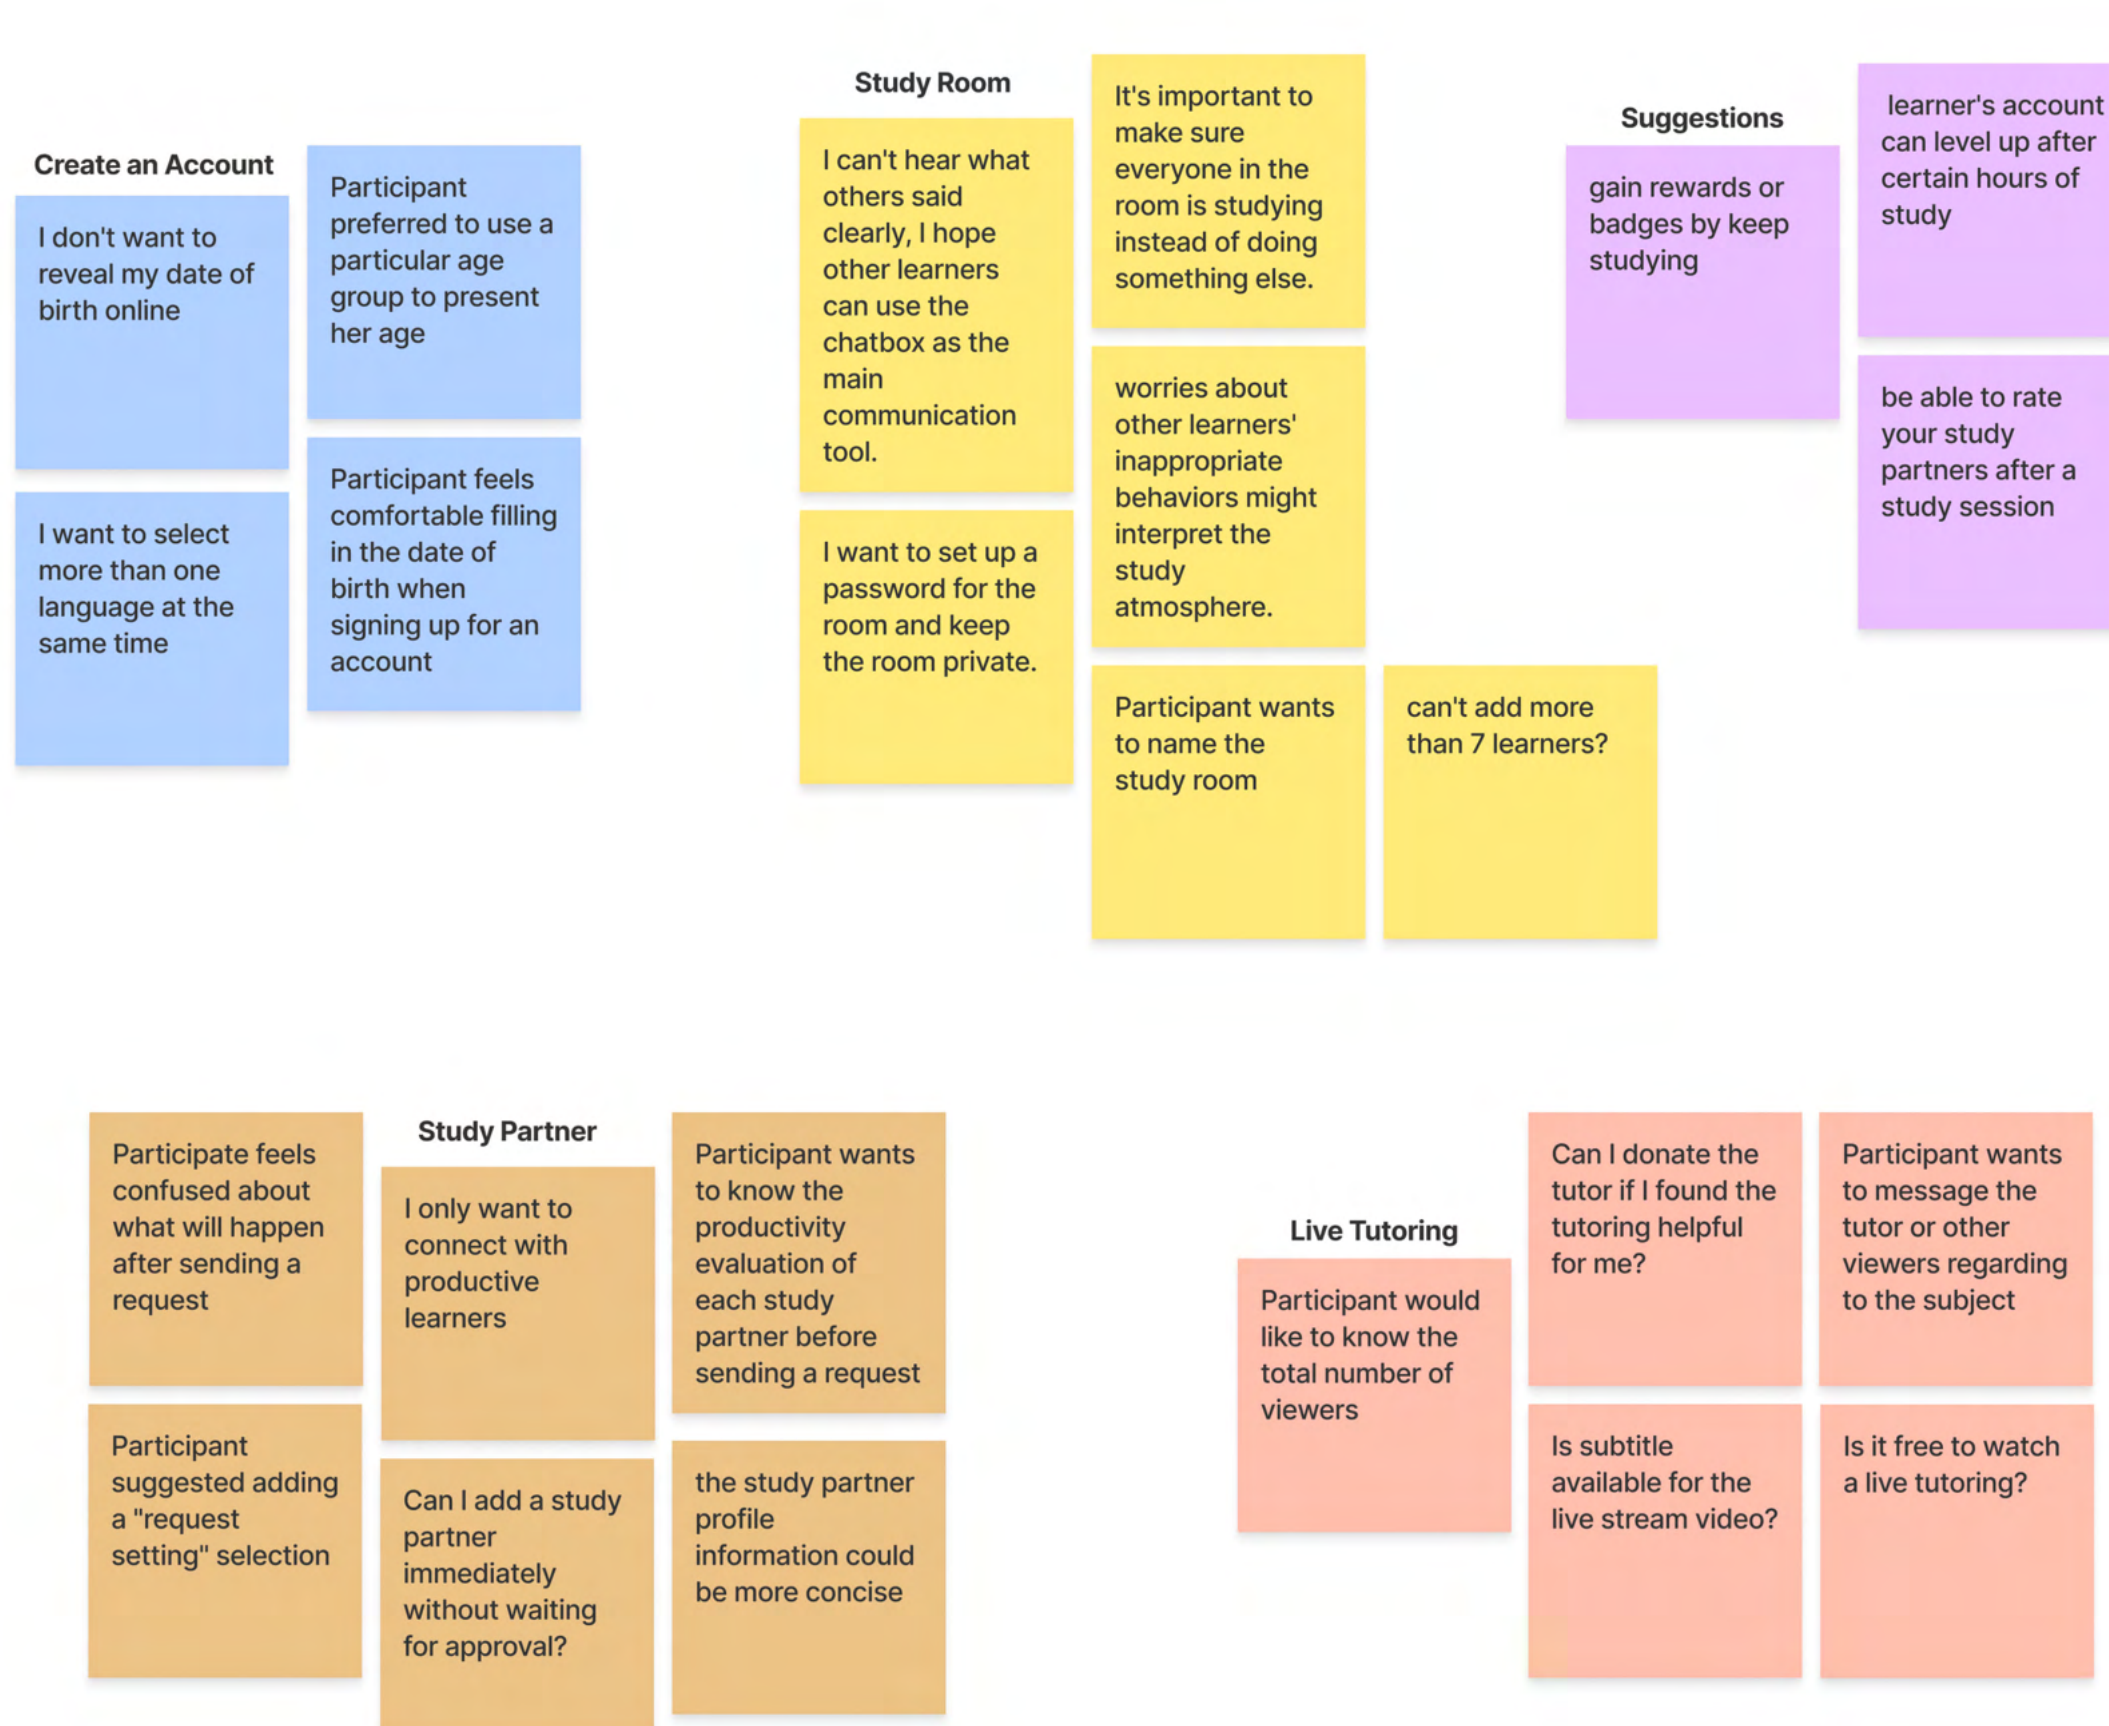 Create an Account
I don't want to
reveal my date of
birth online
Participant
preferred to use a
particular age
group to present
her age
I want to select
more than one
language at the
same time
Participant feels
comfortable filling
in the date of
birth when
signing up for an
account
Study Room
I can't hear what
others said
clearly, I hope
other learners
can use the
chatbox as the
main
communication
tool.
It's important to
make sure
everyone in the
room is studying
instead of doing
something else.
worries about
other learners'
inappropriate
behaviors might
interpret the
study
atmosphere.
I want to set up a
password for the
room and keep
the room private.
Participant wants
to name the
study room
can't add more
than 7 learners?
Suggestions
gain rewards or
badges by keep
studying
learner's account
can level up after
certain hours of
study
be able to rate
your study
partners after a
study session
Study Partner
Participate feels
confused about
what will happen
after sending a
request
I only want to
connect with
productive
learners
Participant wants
to know the
productivity
evaluation of
each study
partner before
sending a request
Participant
suggested adding
a "request
setting" selection
Can I add a study
partner
immediately
without waiting
for approval?
the study partner
profile
information could
be more concise
Live Tutoring
Participant would
like to know the
total number of
viewers
Can I donate the
tutor if I found the
tutoring helpful
for me?
Participant wants
to message the
tutor or other
viewers regarding
to the subject
Is subtitle
available for the
live stream video?
Is it free to watch
a live tutoring?